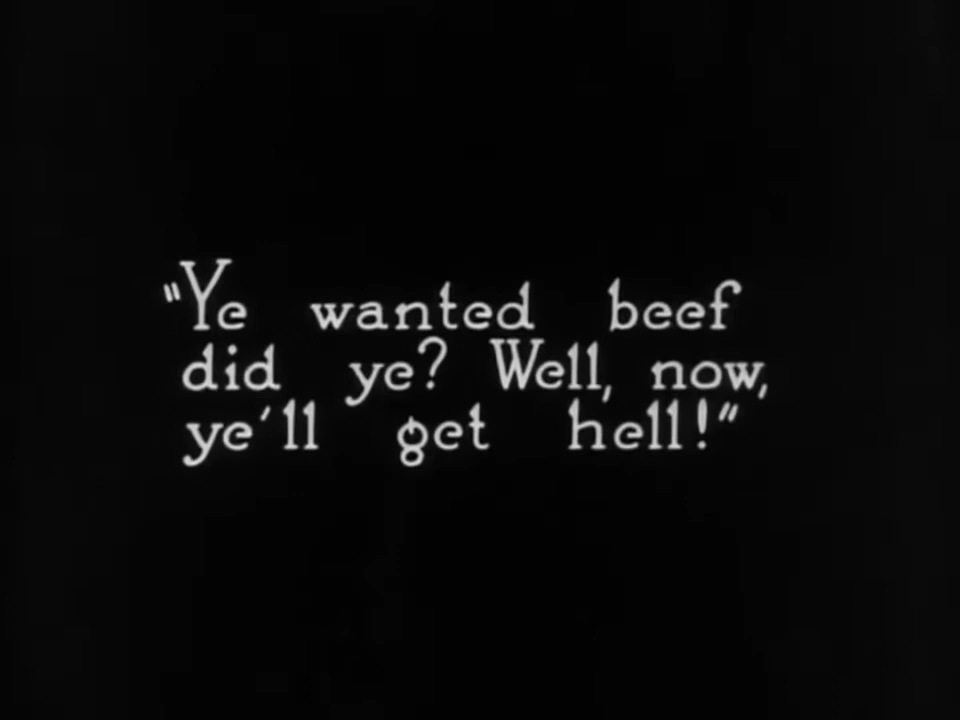 "Ye wanted beef
did ye? Well, now,
ye'll get hell!"